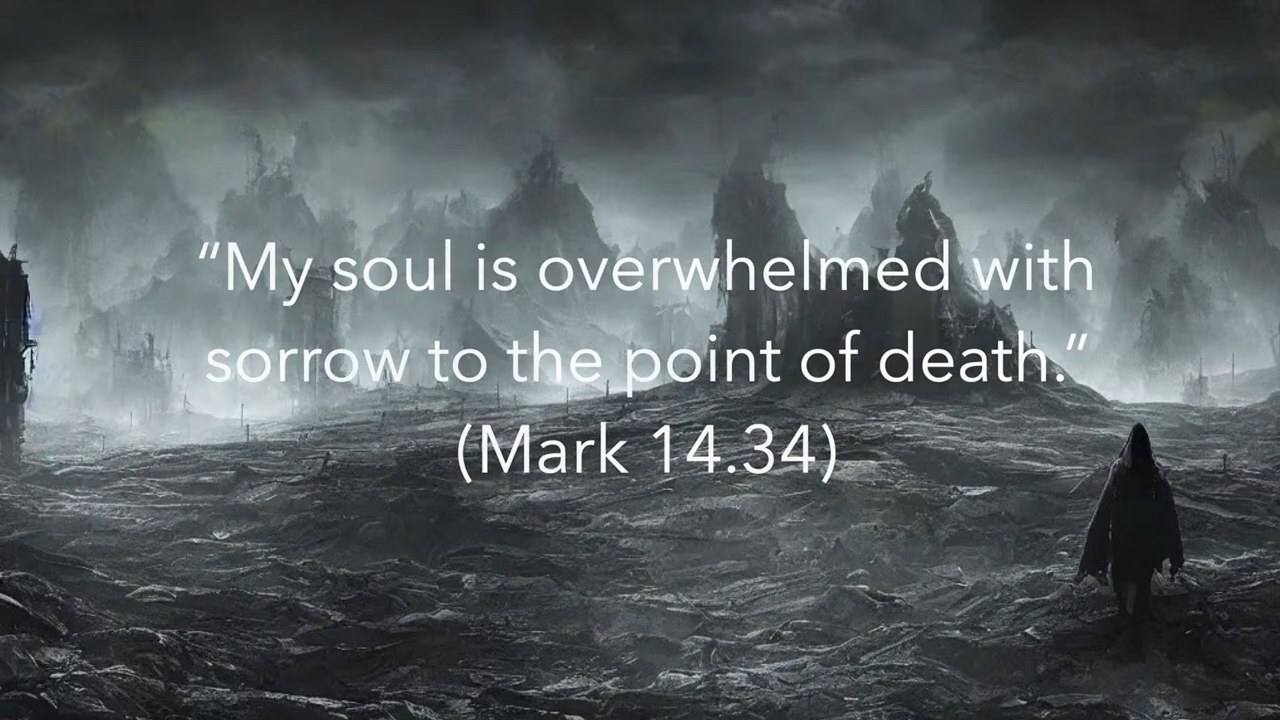 “My soul is overwhelmed with
sorrow to the point of death.”
(Mark 14.34)